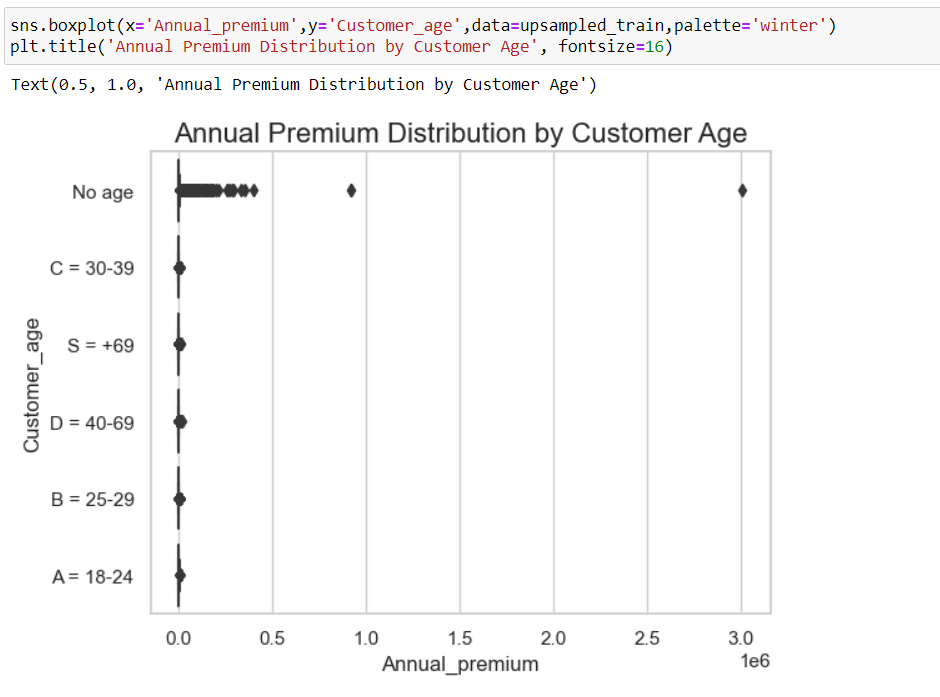 sns.boxplot(x='Annual_premium',y='Customer_age',data=upsampled_train,palette='winter')
plt.title('Annual Premium Distribution by Customer Age', fontsize=16)
Text(0.5, 1.0, 'Annual Premium Distribution by Customer Age')
Annual Premium Distribution by Customer Age
No age
C = 30-39
S = +69
D = 40-69
B = 25-29
A = 18-24
Customer_age
0.0 0.5 1.0 1.5 2.0 2.5 3.0
1e6
Annual_premium